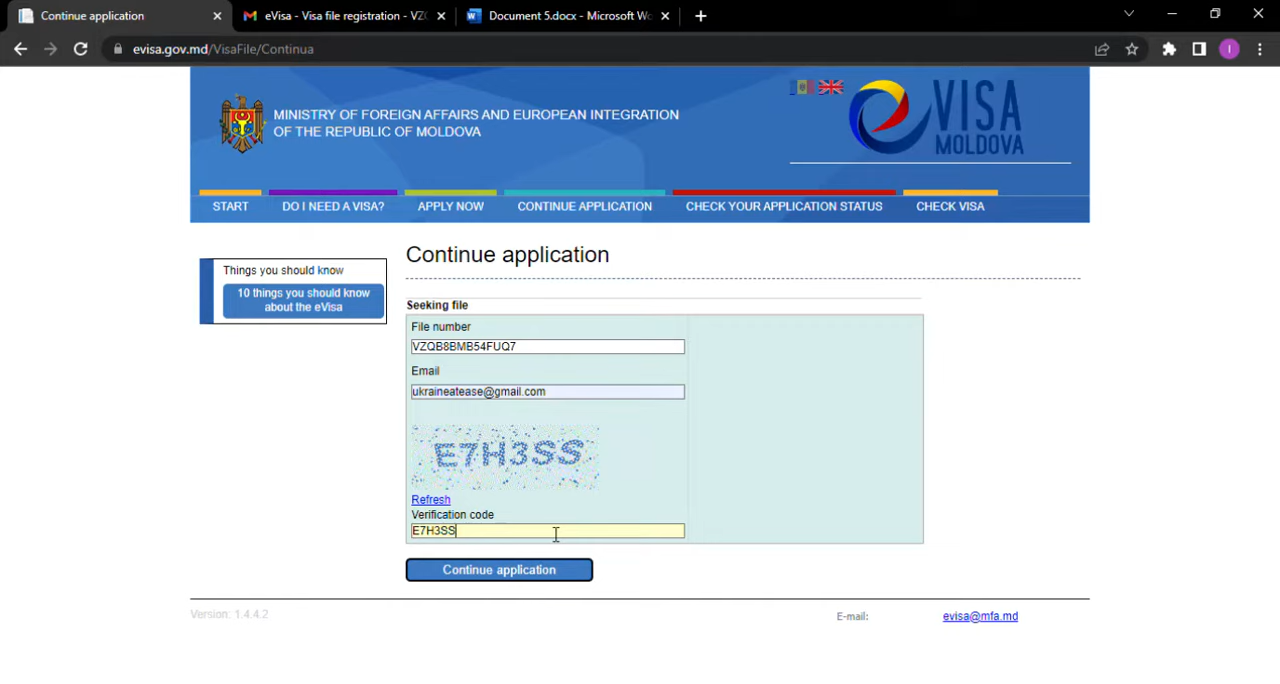 Continue application
eVisa - Visa file registration - VZQ
Document 5.docx - Microsoft Wo
evisa.gov.md/VisaFile/Continua
I
MINISTRY OF FOREIGN AFFAIRS AND EUROPEAN INTEGRATION
OF THE REPUBLIC OF MOLDOVA
VISA
MOLDOVA
START
DO I NEED A VISA?
APPLY NOW
CONTINUE APPLICATION
CHECK YOUR APPLICATION STATUS
CHECK VISA
Things you should know
10 things you should know
about the eVisa
Continue application
Seeking file
File number
VZQB8BMB54FUQ7
Email
ukraineatease@gmail.com
E7H3SS
Refresh
Verification code
E7H3SS
Continue application
Version: 1.4.4.2
E-mail:
evisa@mfa.md